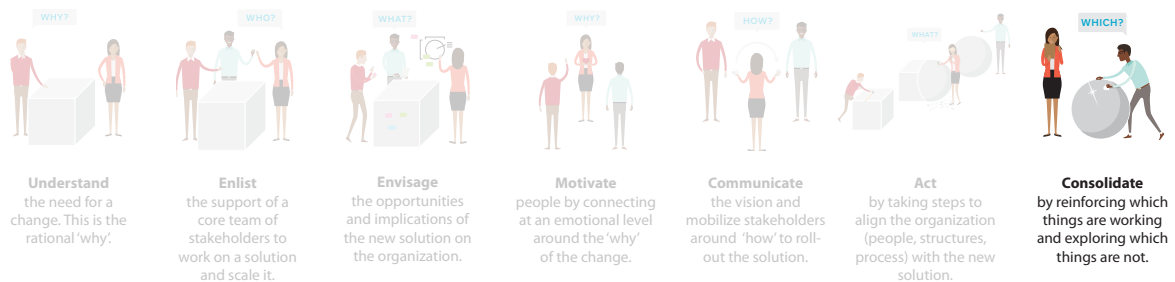 WHY?
Understand
the need for a
change. This is the
rational ‘why’.
WHO?
Enlist
the support of a
core team of
stakeholders to
work on a solution
and scale it.
WHAT?
Envisage
the opportunities
and implications of
the new solution on
the organization.
WHY?
Motivate
people by connecting
at an emotional level
around the ‘why’
of the change.
HOW?
Communicate
the vision and
mobilize stakeholders
around ‘how’ to roll-
out the solution.
WHAT?
Act
by taking steps to
align the organization
(people, structures,
process) with the new
solution.
WHICH?
Consolidate
by reinforcing which
things are working
and exploring which
things are not.